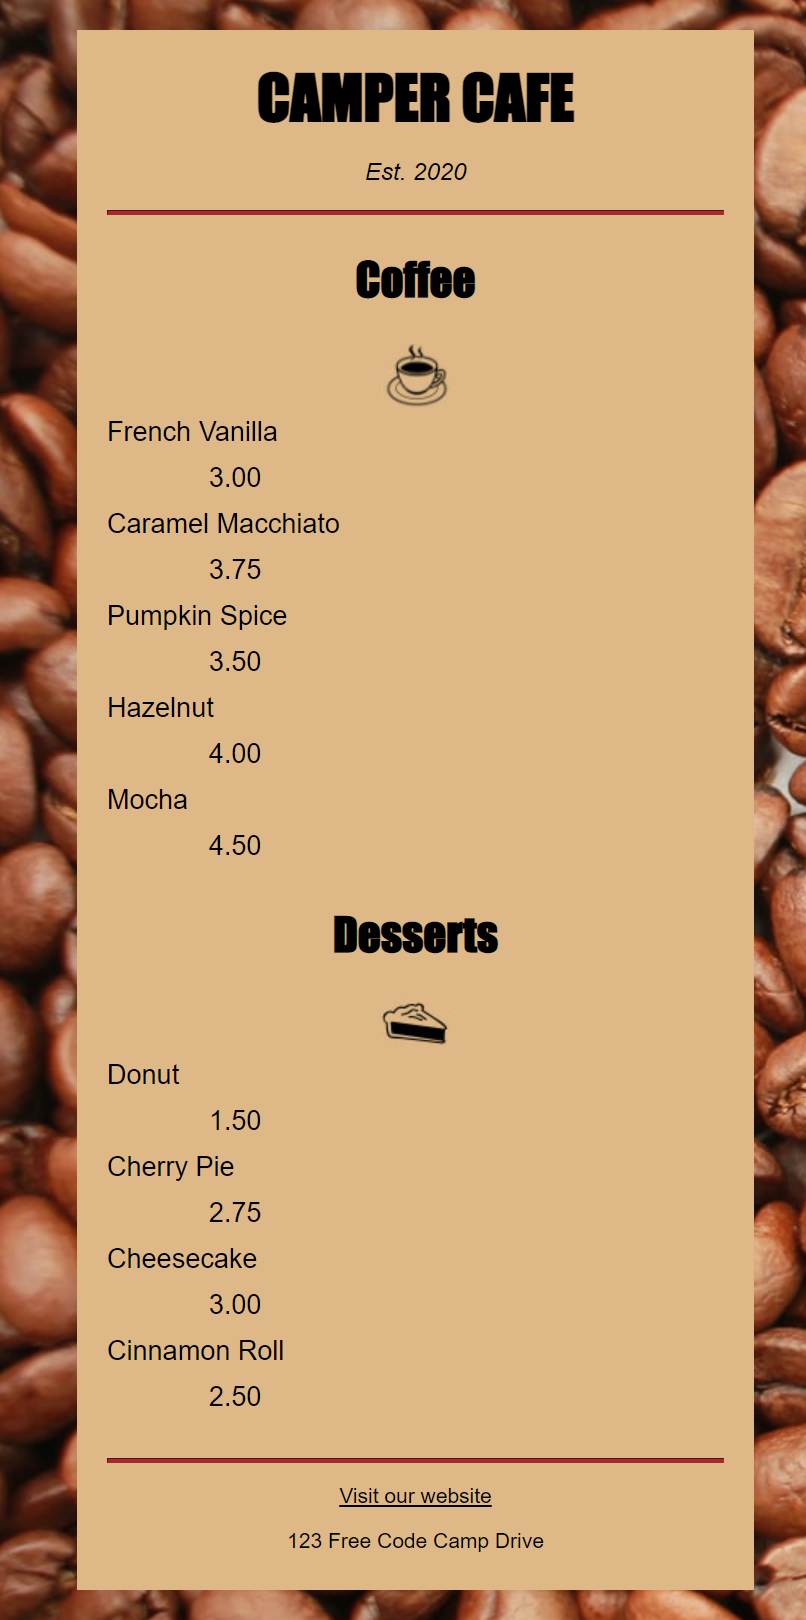 CAMPER CAFE
Est. 2020
Coffee
French Vanilla
3.00
Caramel Macchiato
3.75
Pumpkin Spice
3.50
Hazelnut
4.00
Mocha
4.50
Desserts
Donut
1.50
Cherry Pie
2.75
Cheesecake
3.00
Cinnamon Roll
2.50
Visit our website
123 Free Code Camp Drive